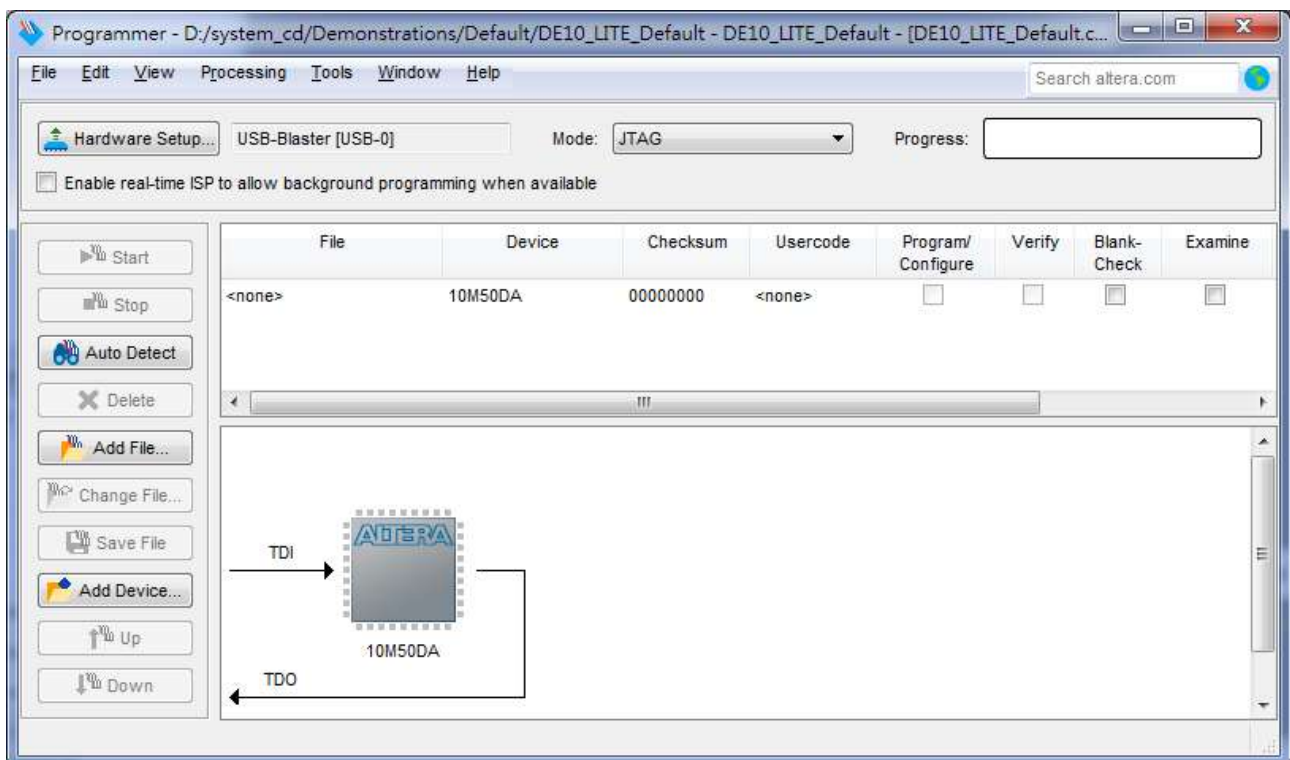 Programmer - D:/system_cd/Demonstrations/Default/DE10_LITE_Default - DE10_LITE_Default - [DE10_LITE_Default.c...
File Edit View Processing Tools Window Help
Search altera.com
Hardware Setup... USB-Blaster [USB-0] Mode: JTAG Progress:
Enable real-time ISP to allow background programming when available
Start
Stop
Auto Detect
Delete
Add File...
Change File...
Save File
Add Device...
Up
Down
File Device Checksum Usercode Program/ Configure Verify Blank- Check Examine
<none> 10M50DA 00000000 <none>
ALTERA
TDI
10M50DA
TDO